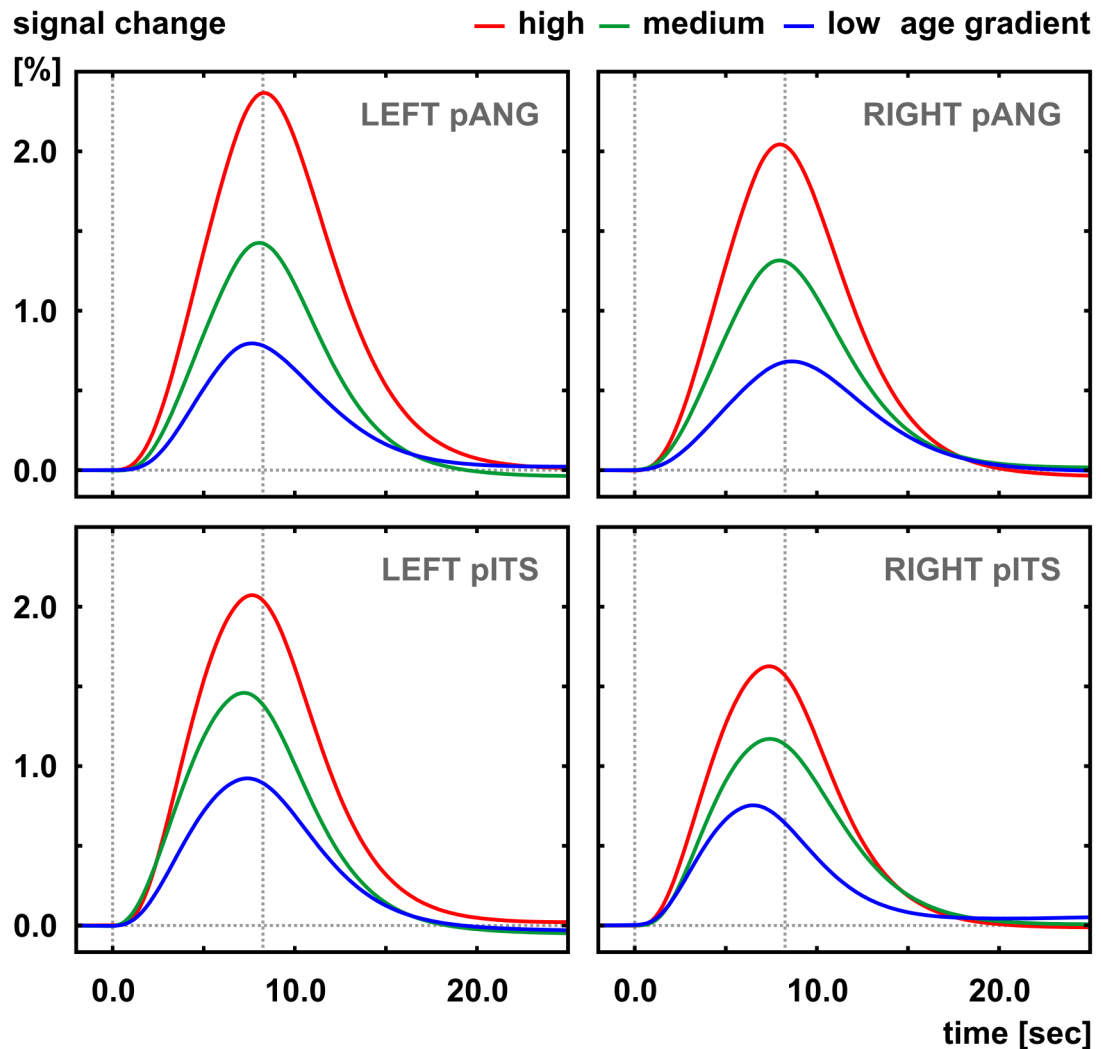 signal change high medium low age gradient
[%]
LEFT pANG RIGHT pANG
2.0
1.0
0.0
LEFT pITS RIGHT pITS
2.0
1.0
0.0
0.0 10.0 20.0 0.0 10.0 20.0
time [sec]